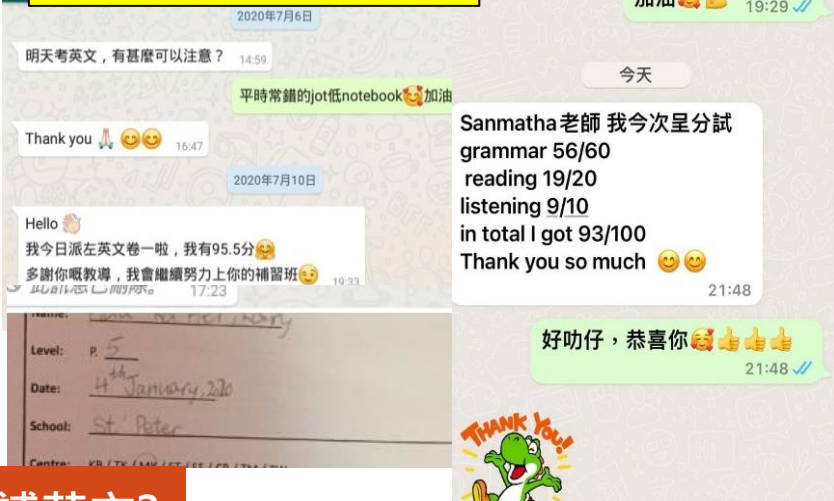 2020年7月6日
明天考英文，有甚麼可以注意？ 14:59
平時常錯的jot低notebook🥰加油
Thank you 🙏🏻 😊😊 16:47
2020年7月10日
Hello 👋🏻
我今日派左英文卷一啦，我有95.5分🤗
多謝你嘅教導，我會繼續努力上你的補習班😉 19:33
此訊息已刪除。 17:23
Name:
Level: P. 5
Date: 4th January, 2020
School: St. Peter
Centre:
加油🥰💪 19:29
今天
Sanmatha老師 我今次呈分試
grammar 56/60
reading 19/20
listening 9/10
in total I got 93/100
Thank you so much 😊😊
21:48
好叻仔，恭喜你🥰👍👍👍
21:48
THANK YOU!